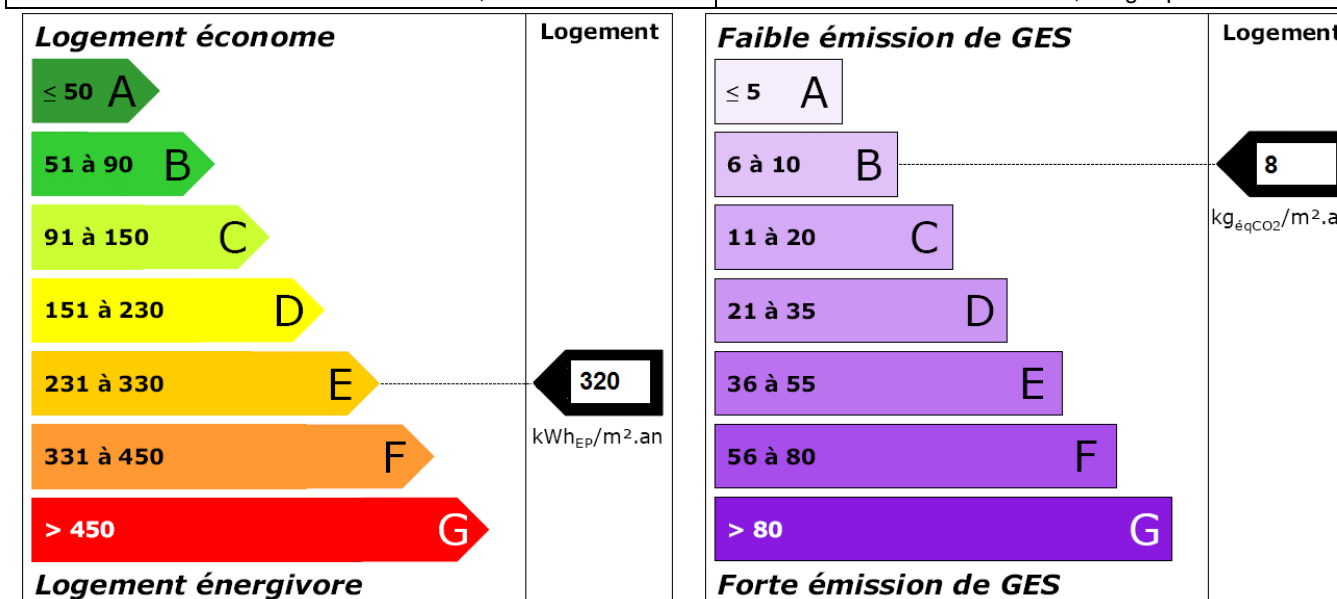 Logement économe
Logement
≤ 50 A
51 à 90 B
91 à 150 C
151 à 230 D
231 à 330 E
320
kWhEP/m².an
331 à 450 F
> 450 G
Logement énergivore
Faible émission de GES
Logement
≤ 5 A
6 à 10 B
8
kgéqCO2/m².a
11 à 20 C
21 à 35 D
36 à 55 E
56 à 80 F
> 80 G
Forte émission de GES